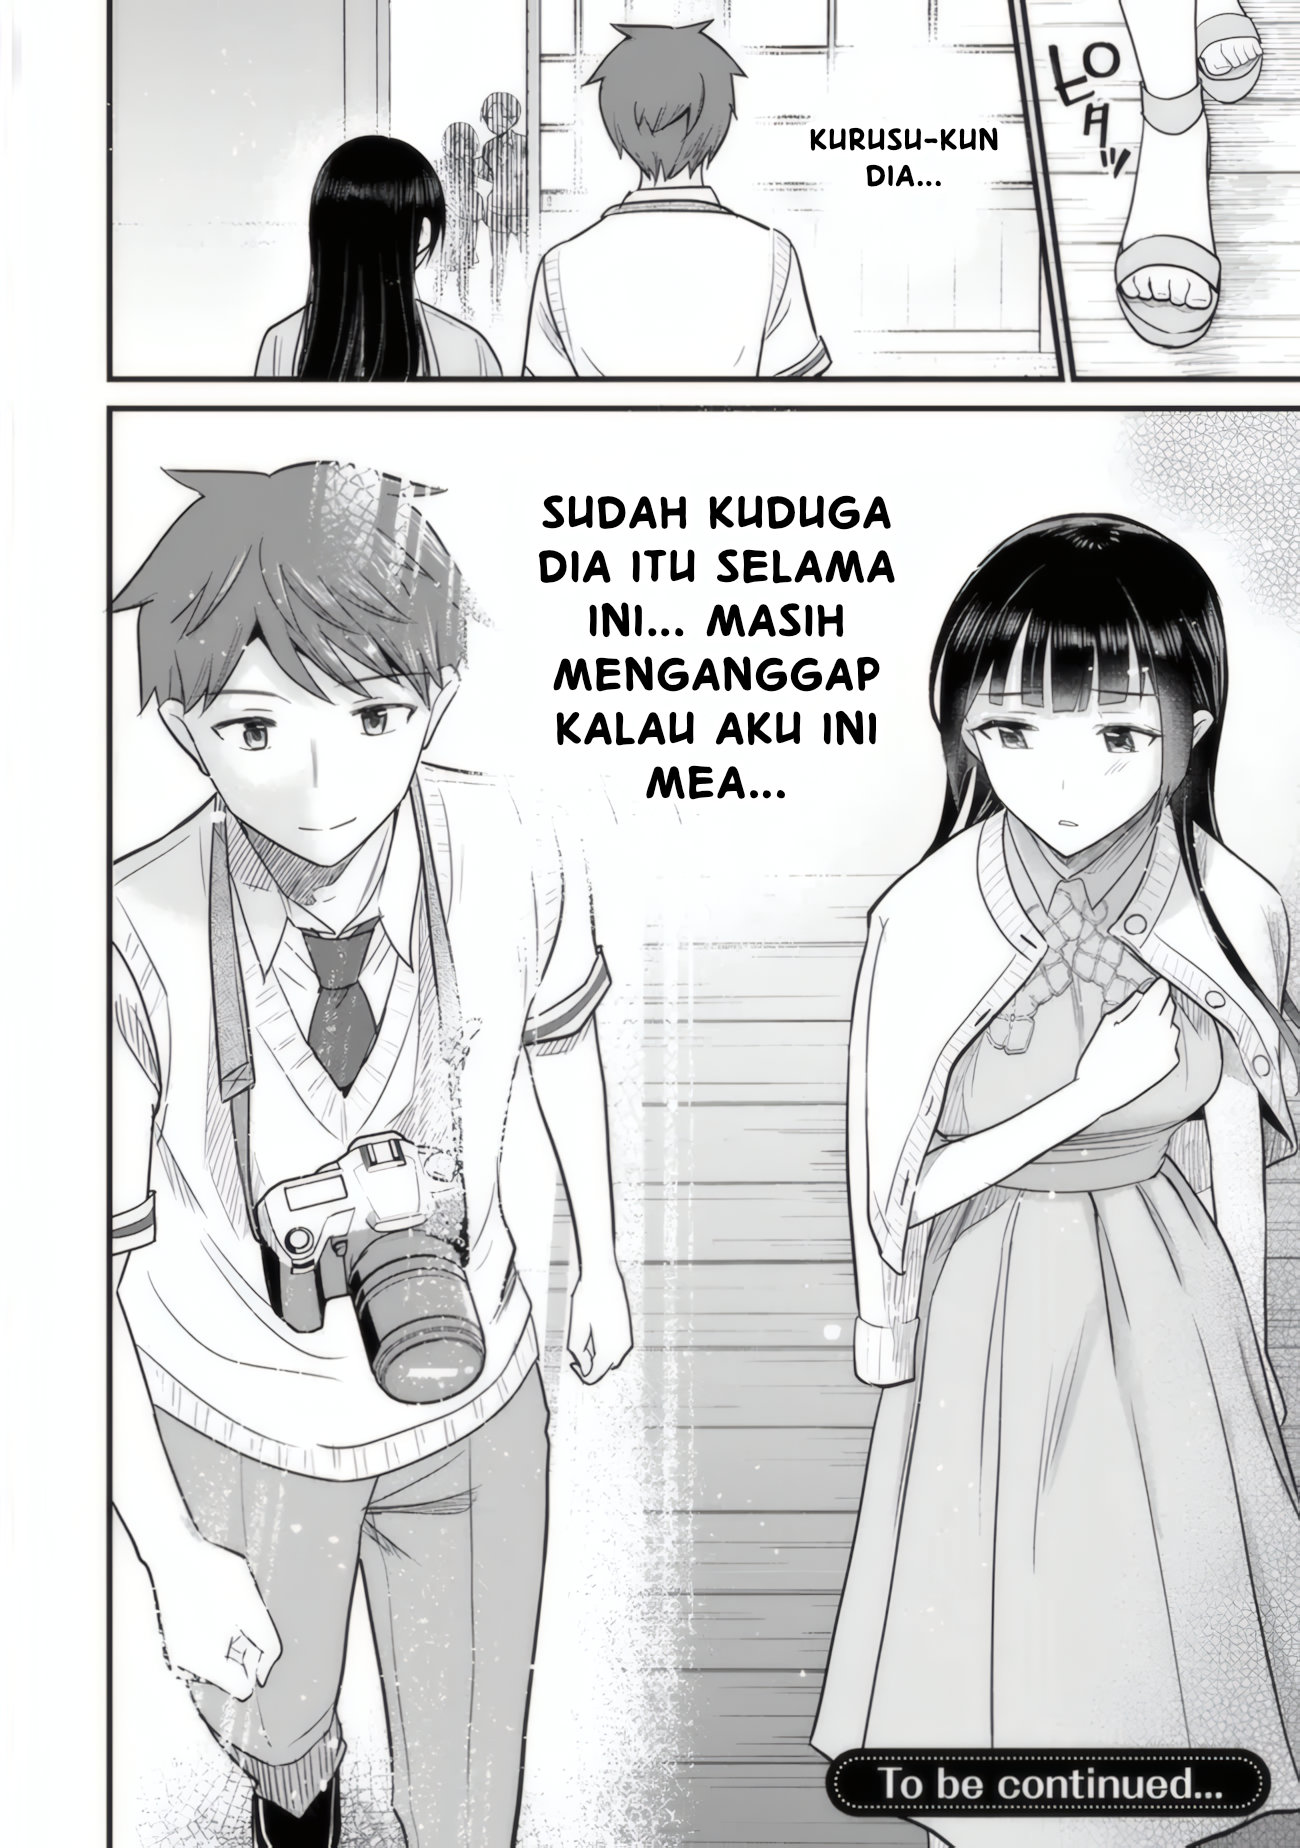 ピタッ
KURUSU-KUN
DIA...
SUDAH KUDUGA
DIA ITU SELAMA
INI... MASIH
MENGANGGAP
KALAU AKU INI
MEA...
To be continued...